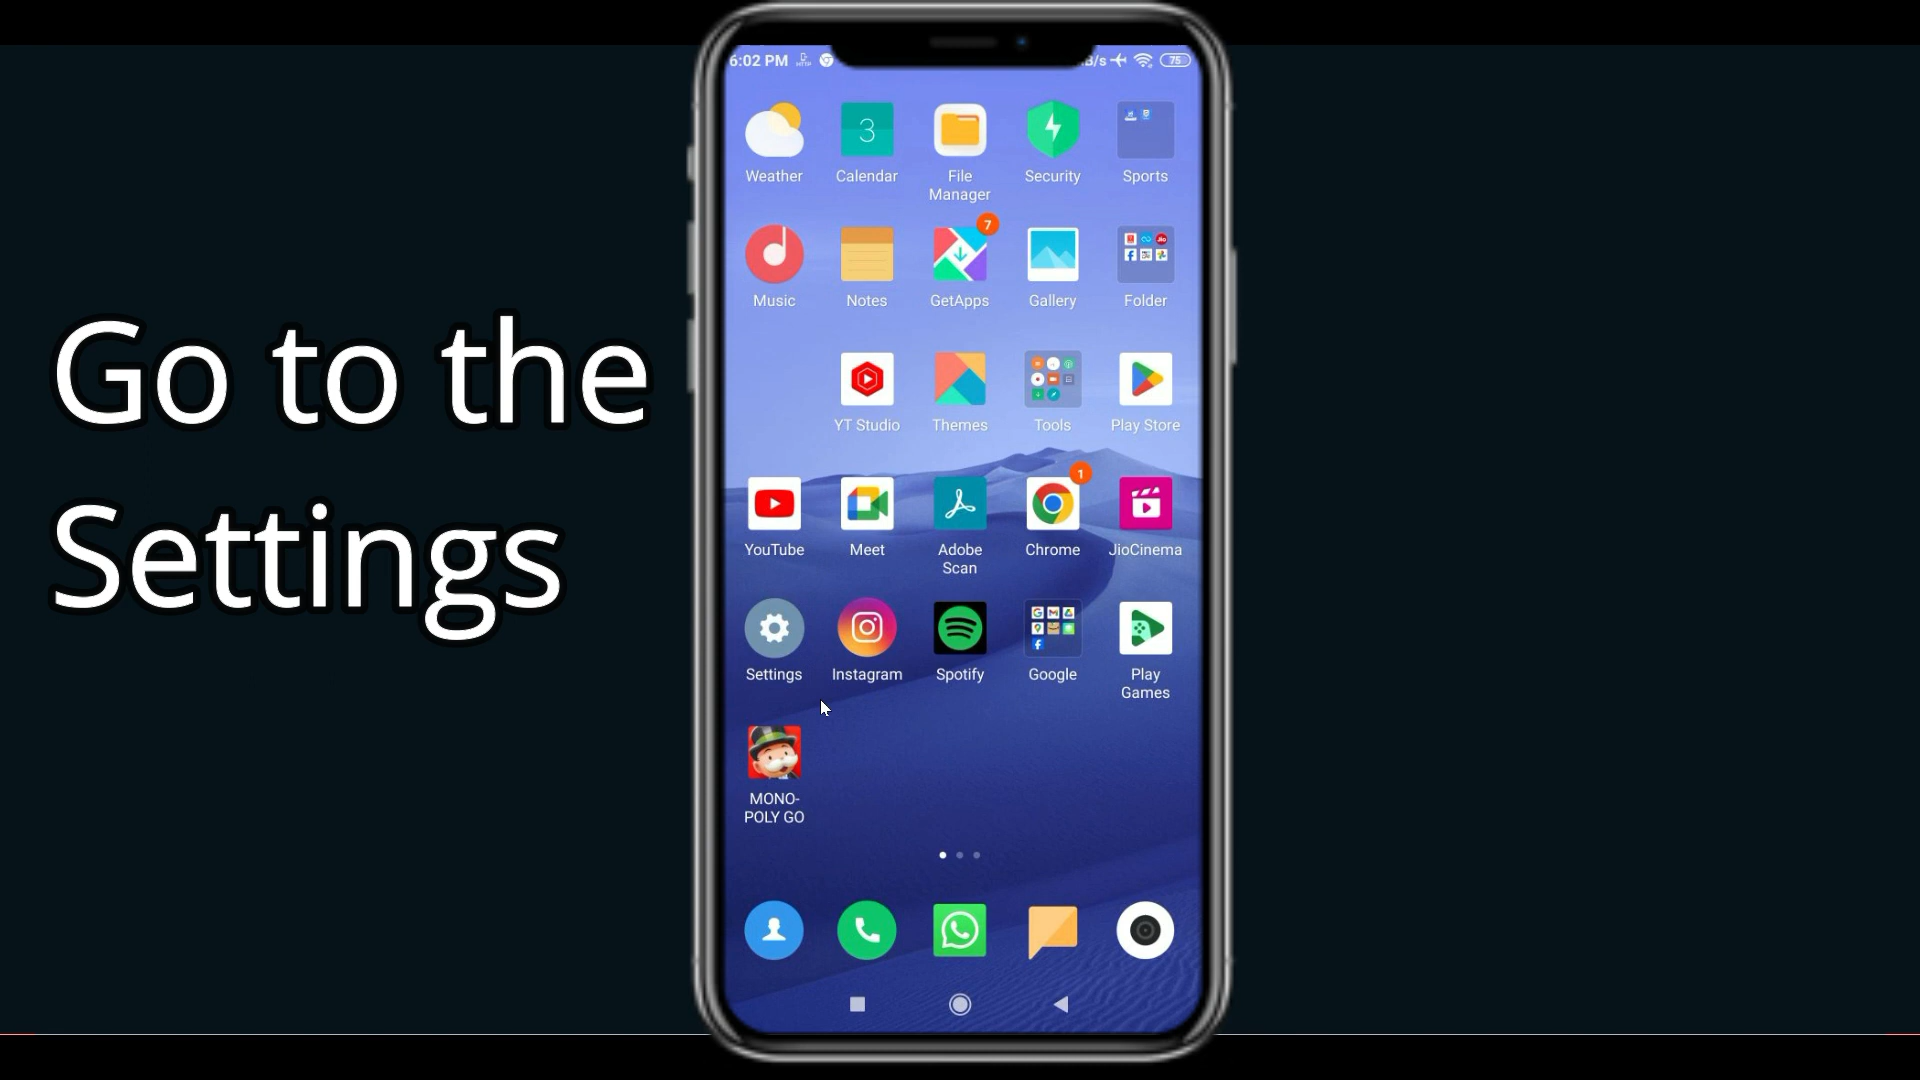 Go to the
Settings
6:02 PM
B/s
75
3
Weather
Calendar
File
Manager
Security
Sports
7
Music
Notes
GetApps
Gallery
Folder
YT Studio
Themes
Tools
Play Store
1
YouTube
Meet
Adobe
Scan
Chrome
JioCinema
Settings
Instagram
Spotify
Google
Play
Games
MONO-
POLY GO